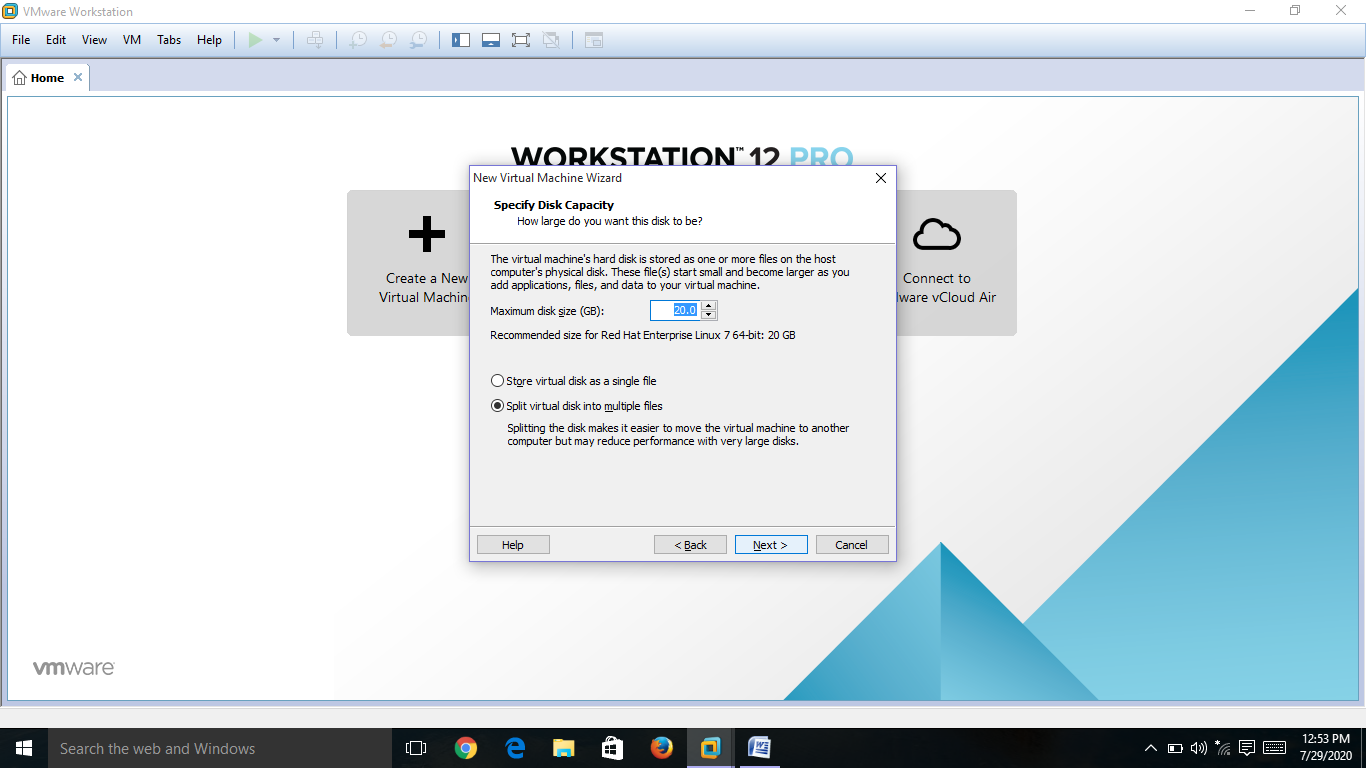 VMware Workstation
File Edit View VM Tabs Help
Home
WORKSTATION™ 12 PRO
New Virtual Machine Wizard
Specify Disk Capacity
How large do you want this disk to be?
Create a New
Virtual Machin
Connect to
lware vCloud Air
The virtual machine's hard disk is stored as one or more files on the host
computer's physical disk. These file(s) start small and become larger as you
add applications, files, and data to your virtual machine.
Maximum disk size (GB): 20.0
Recommended size for Red Hat Enterprise Linux 7 64-bit: 20 GB
Store virtual disk as a single file
Split virtual disk into multiple files
Splitting the disk makes it easier to move the virtual machine to another
computer but may reduce performance with very large disks.
Help < Back Next > Cancel
vmware
Search the web and Windows
12:53 PM
7/29/2020